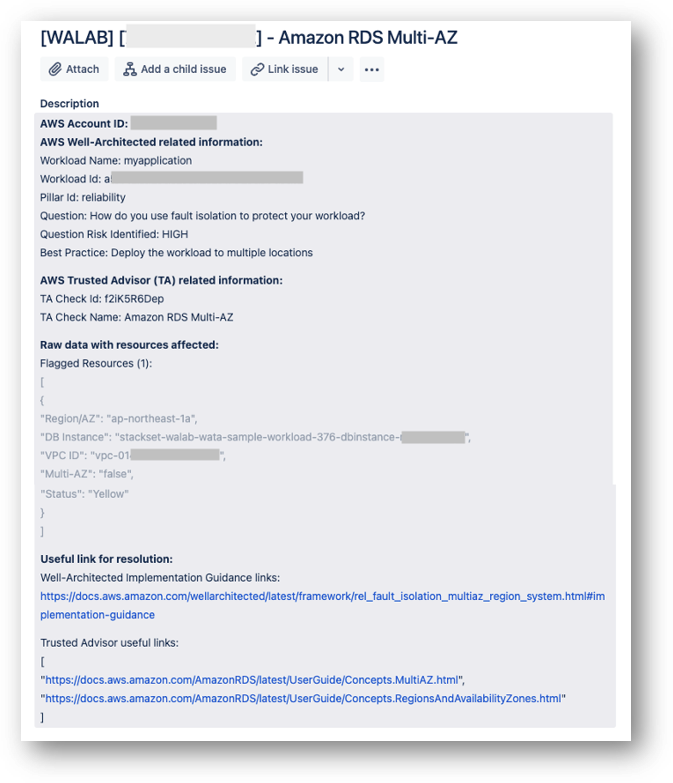 [WALAB] [ ] - Amazon RDS Multi-AZ
Attach Add a child issue Link issue
Description
AWS Account ID:
AWS Well-Architected related information:
Workload Name: myapplication
Workload Id: a
Pillar Id: reliability
Question: How do you use fault isolation to protect your workload?
Question Risk Identified: HIGH
Best Practice: Deploy the workload to multiple locations
AWS Trusted Advisor (TA) related information:
TA Check Id: f2iK5R6Dep
TA Check Name: Amazon RDS Multi-AZ
Raw data with resources affected:
Flagged Resources (1):
[
{
"Region/AZ": "ap-northeast-1a",
"DB Instance": "stackset-walab-wata-sample-workload-376-dbinstance- ",
"VPC ID": "vpc-01 ",
"Multi-AZ": "false",
"Status": "Yellow"
}
]
Useful link for resolution:
Well-Architected Implementation Guidance links:
https://docs.aws.amazon.com/wellarchitected/latest/framework/rel_fault_isolation_multiaz_region_system.html#im
plementation-guidance
Trusted Advisor useful links:
[
"https://docs.aws.amazon.com/AmazonRDS/latest/UserGuide/Concepts.MultiAZ.html",
"https://docs.aws.amazon.com/AmazonRDS/latest/UserGuide/Concepts.RegionsAndAvailabilityZones.html"
]